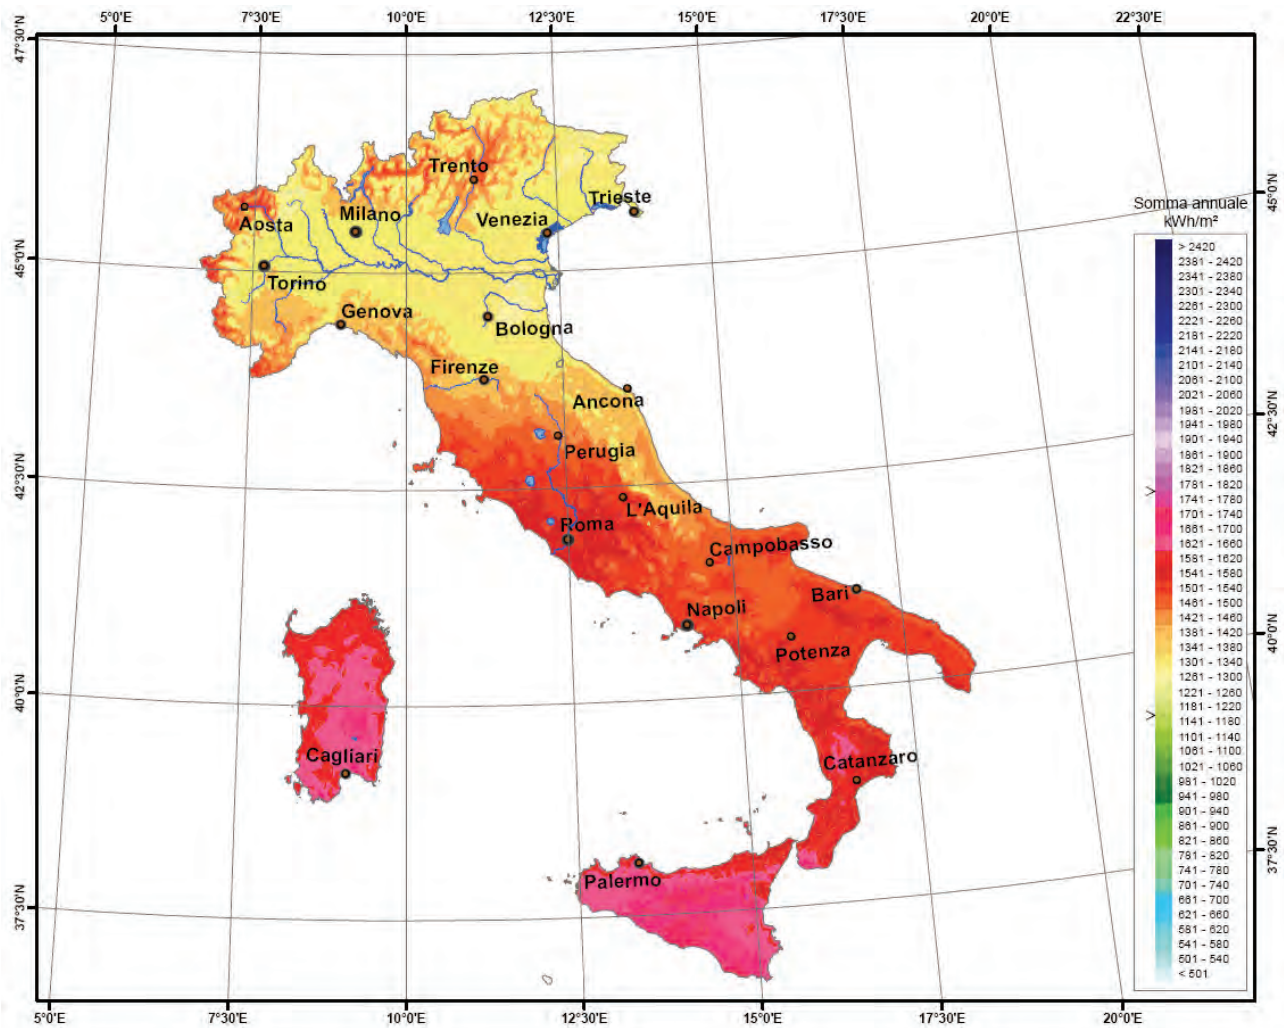 5°0'E 7°30'E 10°0'E 12°30'E 15°0'E 17°30'E 20°0'E 22°30'E
47°30'N
Trento
Trieste
45°0'N
Aosta
Milano
Venezia
Somma annuale
kWh/m²
> 2420
2381 - 2420
45°0'N
2341 - 2380
Torino
2301 - 2340
2261 - 2300
Genova
2221 - 2260
Bologna
2181 - 2220
2141 - 2180
Firenze
2101 - 2140
2061 - 2100
Ancona
2021 - 2060
1981 - 2020
42°30'N
1941 - 1980
1901 - 1940
Perugia
1861 - 1900
1821 - 1860
42°30'N
1781 - 1820
>
1741 - 1780
L'Aquila
1701 - 1740
Roma
1661 - 1700
Campobasso
1821 - 1660
1581 - 1620
1541 - 1580
Bari
1501 - 1540
Napoli
1461 - 1500
1421 - 1460
40°0'N
Potenza
1381 - 1420
1341 - 1380
1301 - 1340
1261 - 1300
40°0'N
1221 - 1260
1181 - 1220
>
1141 - 1180
1101 - 1140
Cagliari
Catanzaro
1061 - 1100
1021 - 1060
981 - 1020
941 - 980
901 - 940
861 - 900
821 - 860
37°30'N
781 - 820
741 - 780
Palermo
701 - 740
661 - 700
37°30'N
621 - 660
581 - 620
541 - 580
501 - 540
< 501
5°0'E 7°30'E 10°0'E 12°30'E 15°0'E 17°30'E 20°0'E